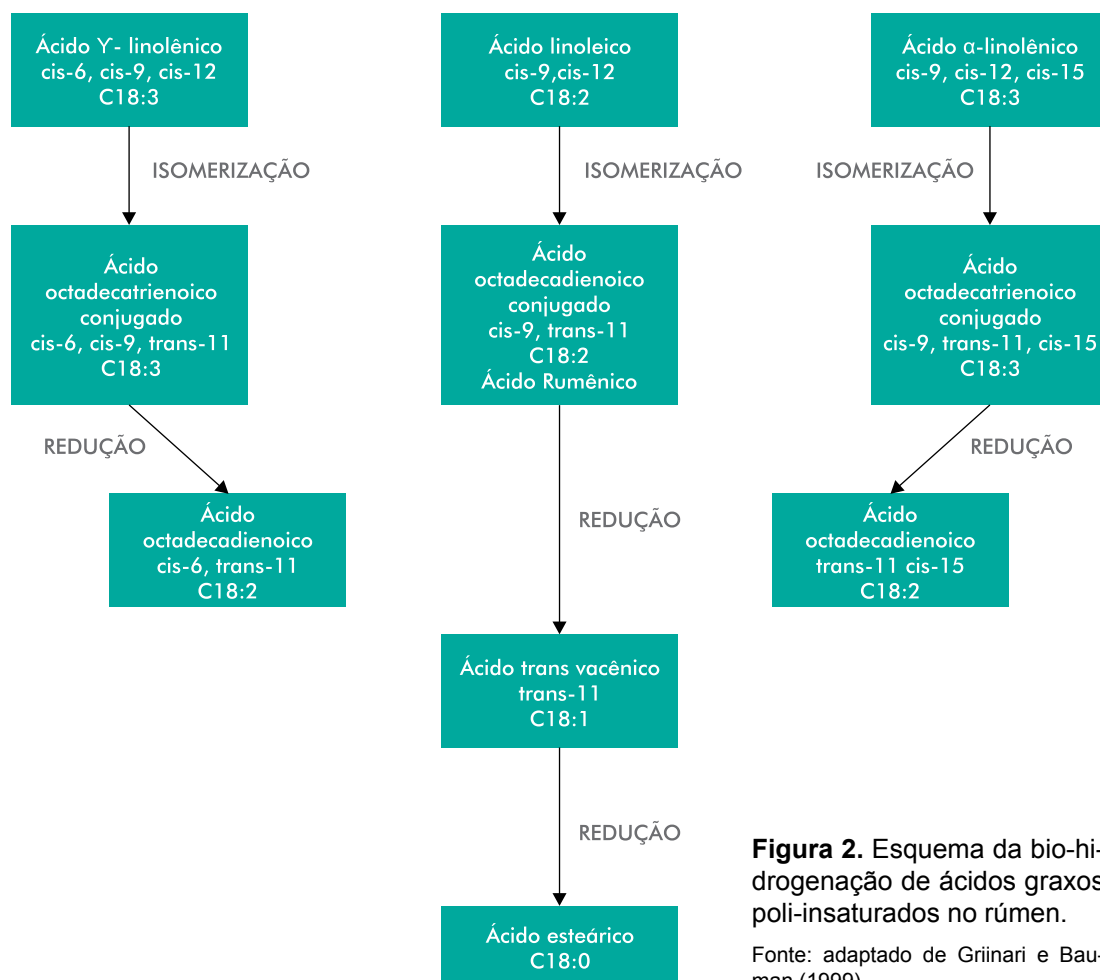 Ácido ϒ- linolênico
cis-6, cis-9, cis-12
C18:3
Ácido linoleico
cis-9,cis-12
C18:2
Ácido α-linolênico
cis-9, cis-12, cis-15
C18:3
ISOMERIZAÇÃO
ISOMERIZAÇÃO
ISOMERIZAÇÃO
Ácido
octadecatrienoico
conjugado
cis-6, cis-9, trans-11
C18:3
Ácido
octadecadienoico
conjugado
cis-9, trans-11
C18:2
Ácido Rumênico
Ácido
octadecatrienoico
conjugado
cis-9, trans-11, cis-15
C18:3
REDUÇÃO
REDUÇÃO
Ácido
octadecadienoico
cis-6, trans-11
C18:2
REDUÇÃO
Ácido
octadecadienoico
trans-11 cis-15
C18:2
Ácido trans vacênico
trans-11
C18:1
REDUÇÃO
Ácido esteárico
C18:0
Figura 2. Esquema da bio-hi-
drogenação de ácidos graxos
poli-insaturados no rúmen.
Fonte: adaptado de Griinari e Bau-
man (1999)